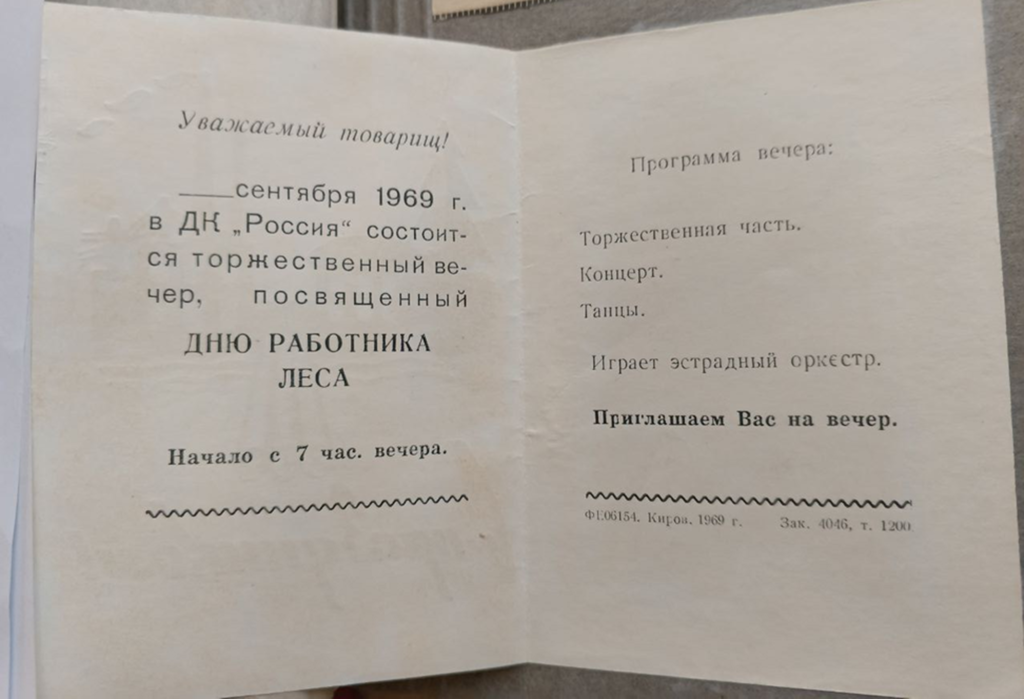 Уважаемый товарищ!
____сентября 1969 г.
в ДК „Россия“ состоит-
ся торжественный ве-
чер, посвященный
ДНЮ РАБОТНИКА
ЛЕСА
Начало с 7 час. вечера.
Программа вечера:
Торжественная часть.
Концерт.
Танцы.
Играет эстрадный оркестр.
Приглашаем Вас на вечер.
ФЕ06154. Киров. 1969 г. Зак. 4046, т. 1200